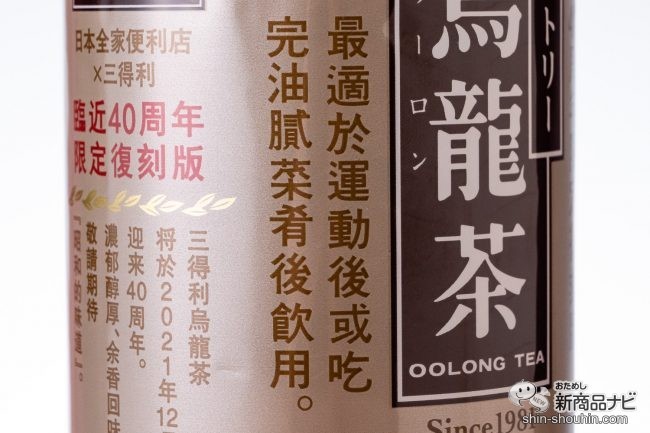 トリー
烏龍茶
ーロン
OOLONG TEA
Since 1981
最適於運動後或吃
完油膩菜肴後飲用。
日本全家便利店
×三得利
臨近40周年
限定復刻版
三得利烏龍茶
将於2021年12月
迎来40周年。
濃郁醇厚、余香回味
敬請期待
『昭和的味道』。
おためし
新商品ナビ
shin-shouhin.com